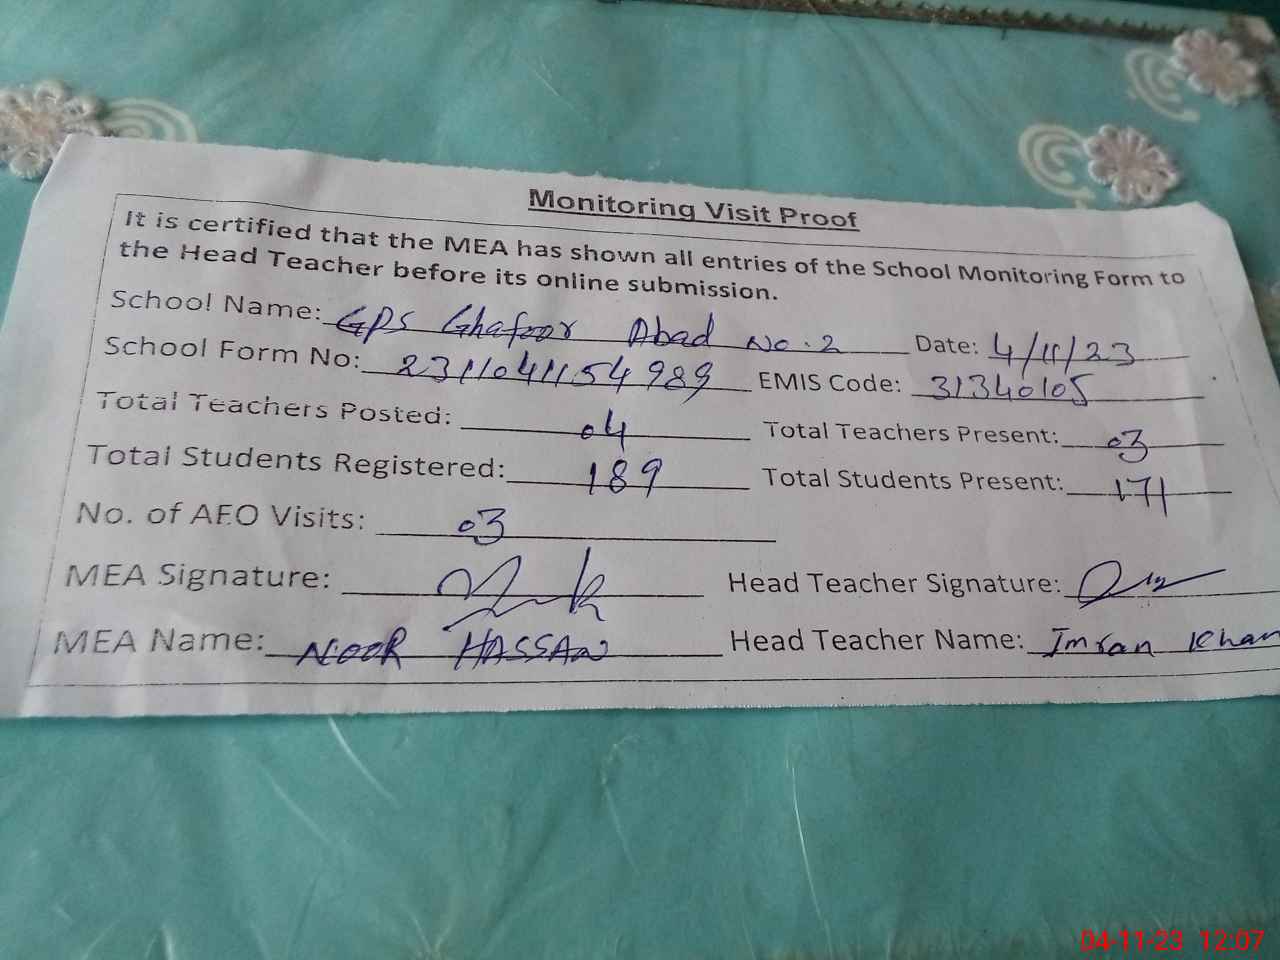 Monitoring Visit Proof
It is certified that the MEA has shown all entries of the School Monitoring Form to
the Head Teacher before its online submission.
School Name: GPS Ghafoor Abad No. 2 Date: 4/11/23
School Form No: 2311041154989 EMIS Code: 31340105
Total Teachers Posted: 04 Total Teachers Present: 03
Total Students Registered: 189 Total Students Present: 171
No. of AEO Visits: 03
MEA Signature: Head Teacher Signature:
MEA Name: NOOR HASSAN Head Teacher Name: Imran Khan
04-11-23 12:07